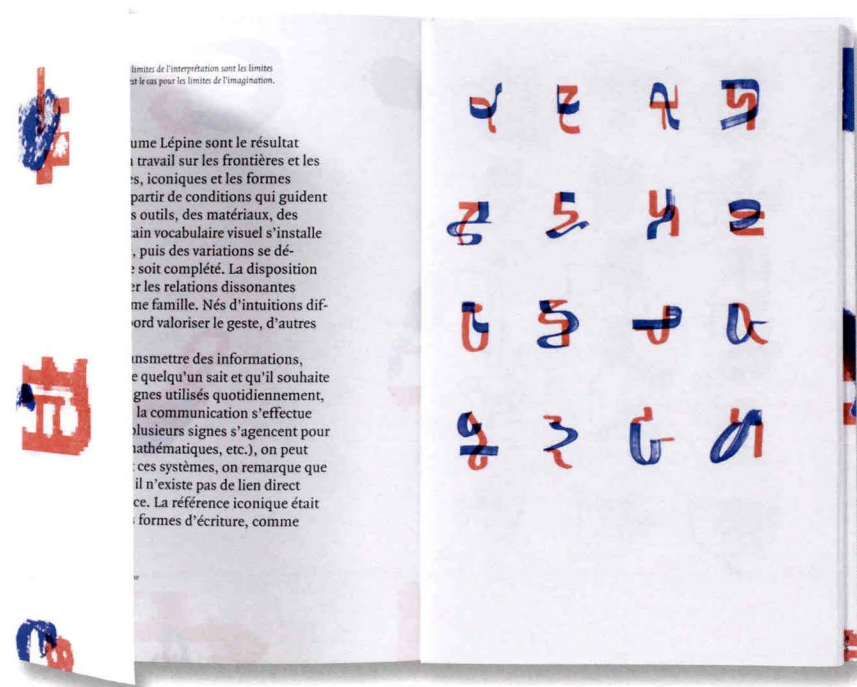 limites de l'interprétation sont les limites
est le cas pour les limites de l'imagination.
ume Lépine sont le résultat
travail sur les frontières et les
es, iconiques et les formes
partir de conditions qui guident
s outils, des matériaux, des
tain vocabulaire visuel s'installe
, puis des variations se dé-
e soit complété. La disposition
er les relations dissonantes
me famille. Nés d'intuitions dif-
bord valoriser le geste, d'autres
ansmettre des informations,
e quelqu'un sait et qu'il souhaite
ignes utilisés quotidiennement,
la communication s'effectue
plusieurs signes s'agencent pour
mathématiques, etc.), on peut
ces systèmes, on remarque que
il n'existe pas de lien direct
ce. La référence iconique était
formes d'écriture, comme